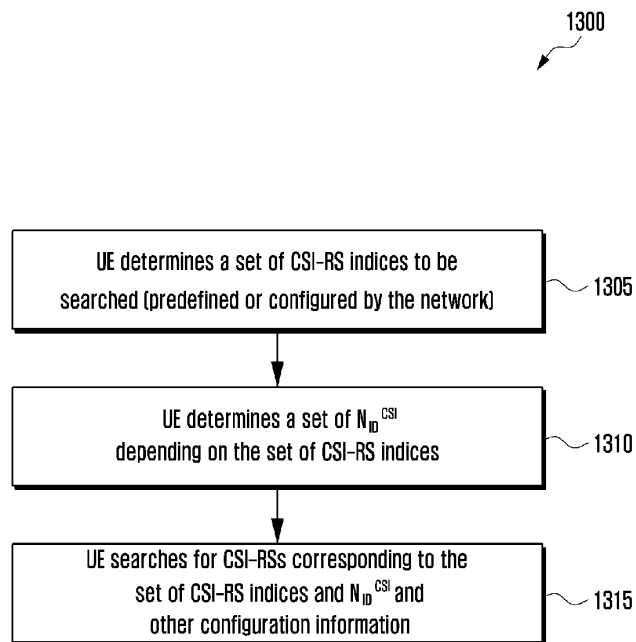 1300
UE determines a set of CSI-RS indices to be
searched (predefined or configured by the network)
1305
UE determines a set of N_ID^CSI
depending on the set of CSI-RS indices
1310
UE searches for CSI-RSs corresponding to the
set of CSI-RS indices and N_ID^CSI and
other configuration information
1315